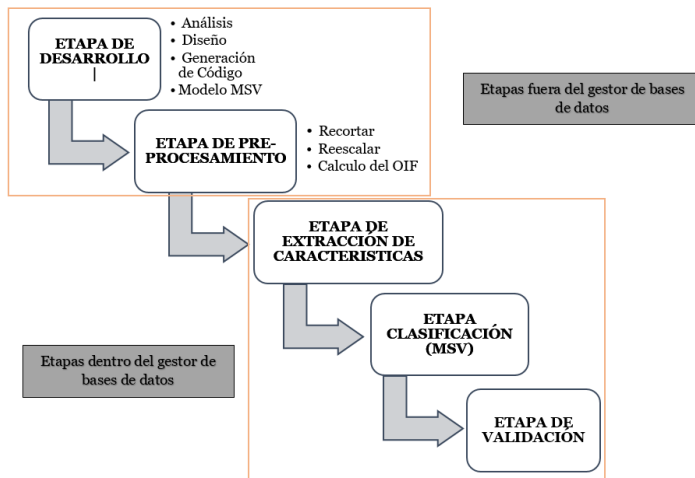 ETAPA DE
DESARROLLO
• Análisis
• Diseño
• Generación
de Código
• Modelo MSV
Etapas fuera del gestor de bases
de datos
ETAPA DE PRE-
PROCESAMIENTO
• Recortar
• Reescalar
• Calculo del OIF
ETAPA DE
EXTRACCIÓN DE
CARACTERISTICAS
ETAPA
CLASIFICACIÓN
(MSV)
Etapas dentro del gestor de
bases de datos
ETAPA DE
VALIDACIÓN